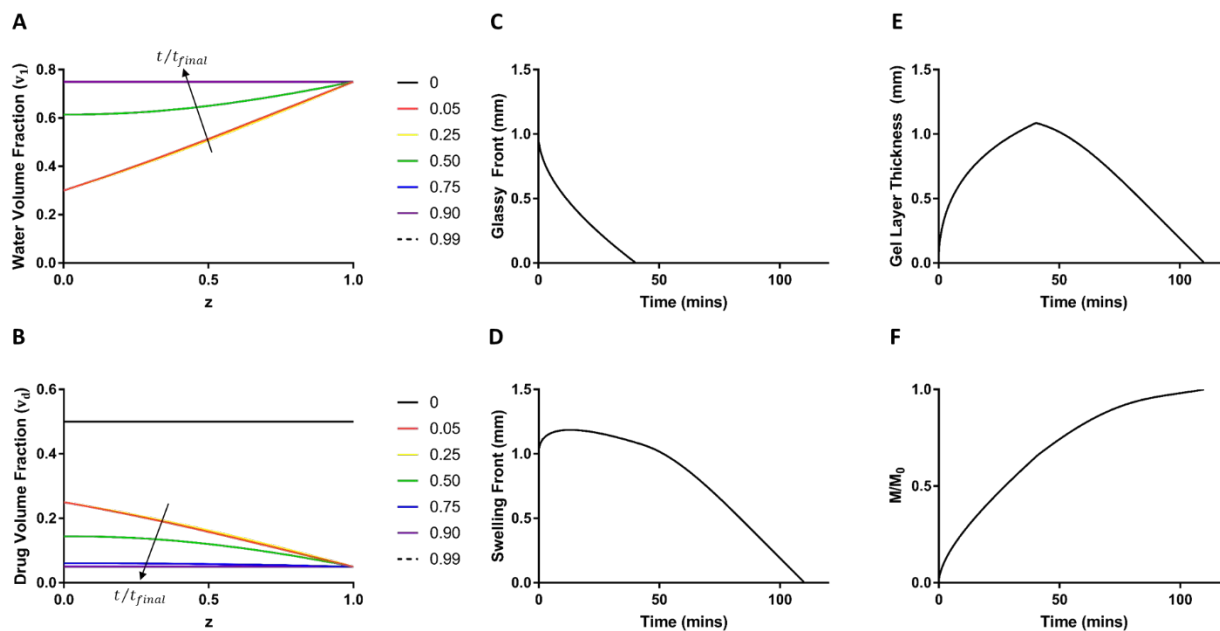 A
t/t_final
Water Volume Fraction (v₁)
0.8
0.6
0.4
0.2
0.0
0.0 0.5 1.0
z
0
0.05
0.25
0.50
0.75
0.90
0.99
C
Glassy Front (mm)
1.5
1.0
0.5
0.0
0 50 100
Time (mins)
E
Gel Layer Thickness (mm)
1.5
1.0
0.5
0.0
0 50 100
Time (mins)
B
Drug Volume Fraction (v_d)
0.6
0.4
0.2
0.0
t/t_final
0.0 0.5 1.0
z
0
0.05
0.25
0.50
0.75
0.90
0.99
D
Swelling Front (mm)
1.5
1.0
0.5
0.0
0 50 100
Time (mins)
F
M/M₀
1.0
0.5
0.0
0 50 100
Time (mins)